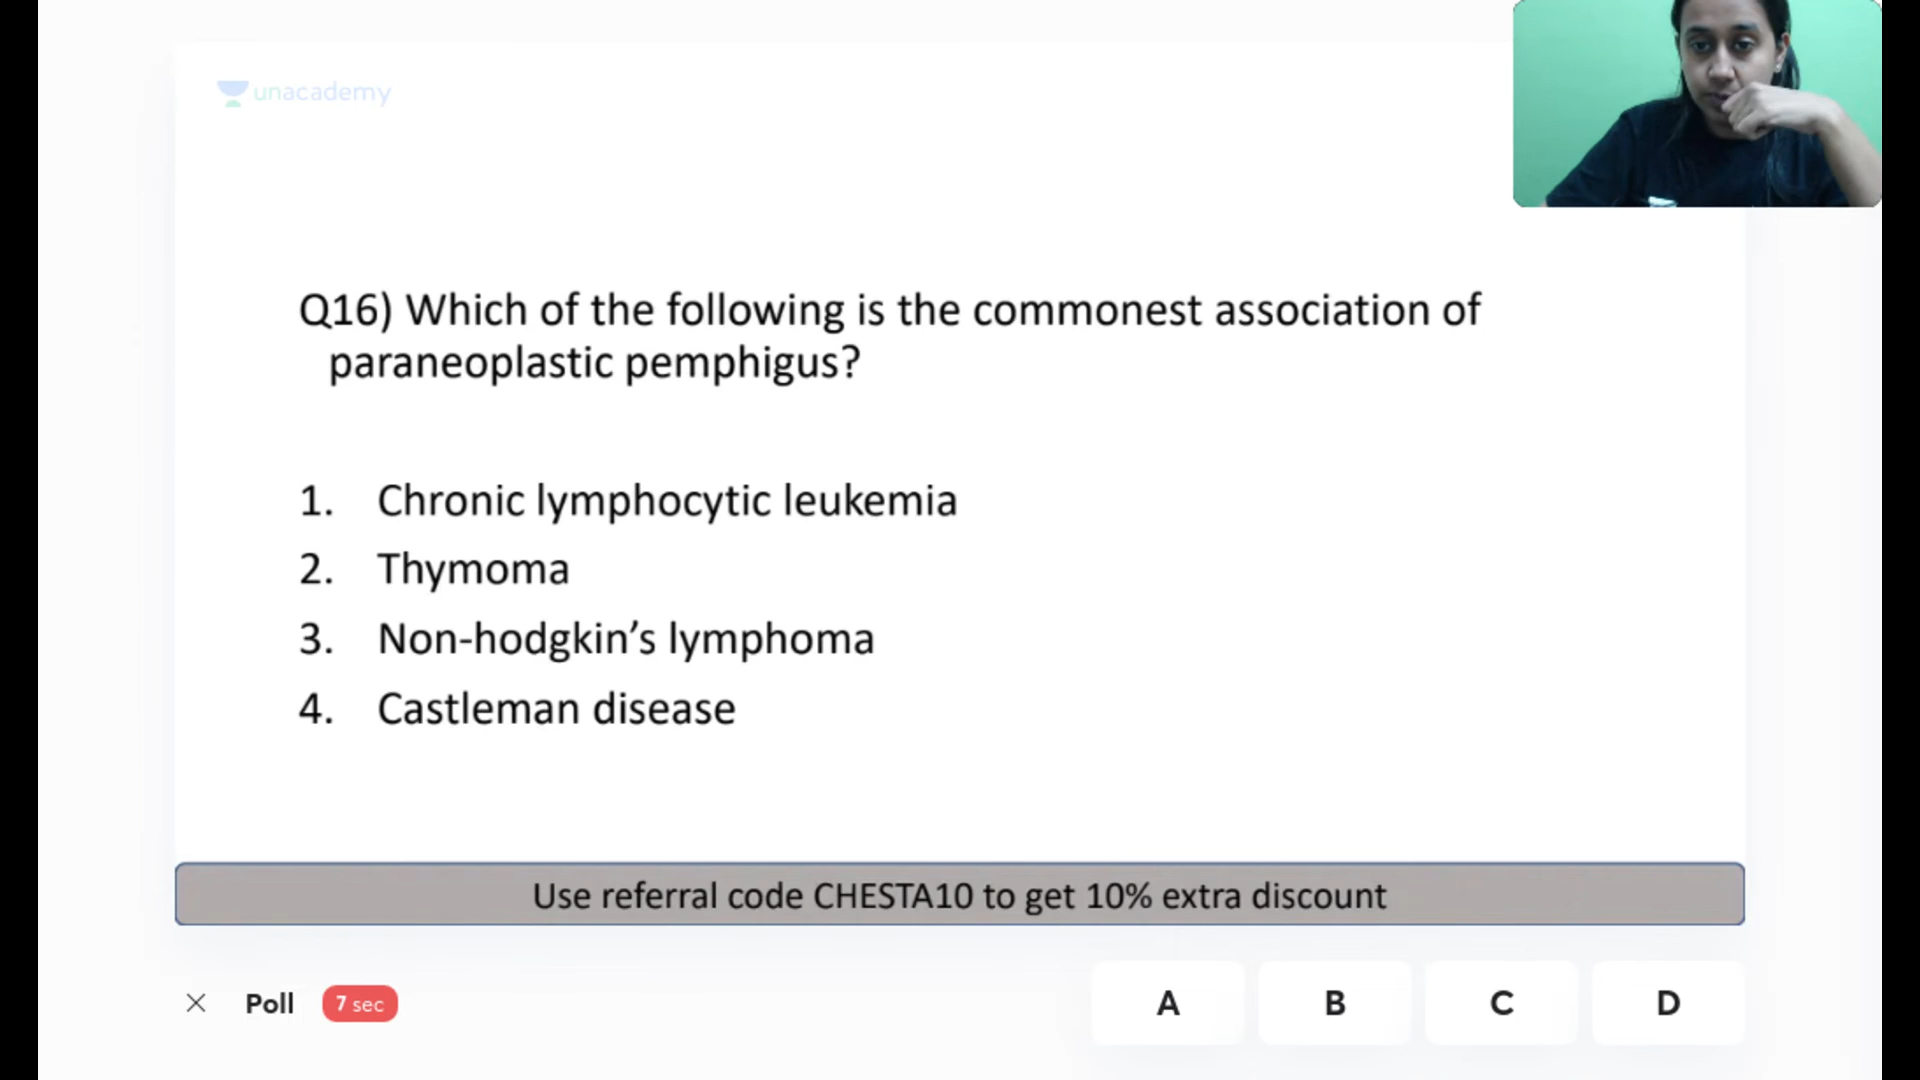 unacademy
Q16) Which of the following is the commonest association of
paraneoplastic pemphigus?
1. Chronic lymphocytic leukemia
2. Thymoma
3. Non-hodgkin’s lymphoma
4. Castleman disease
Use referral code CHESTA10 to get 10% extra discount
Poll 7 sec A B C D